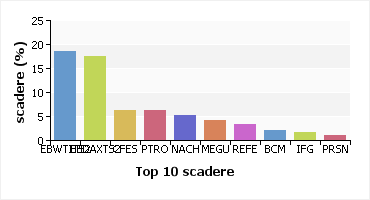 scadere (%)
25
20
15
10
5
0
PTRO NACH MEGU REFE BCM IFG PRSN
Top 10 scadere